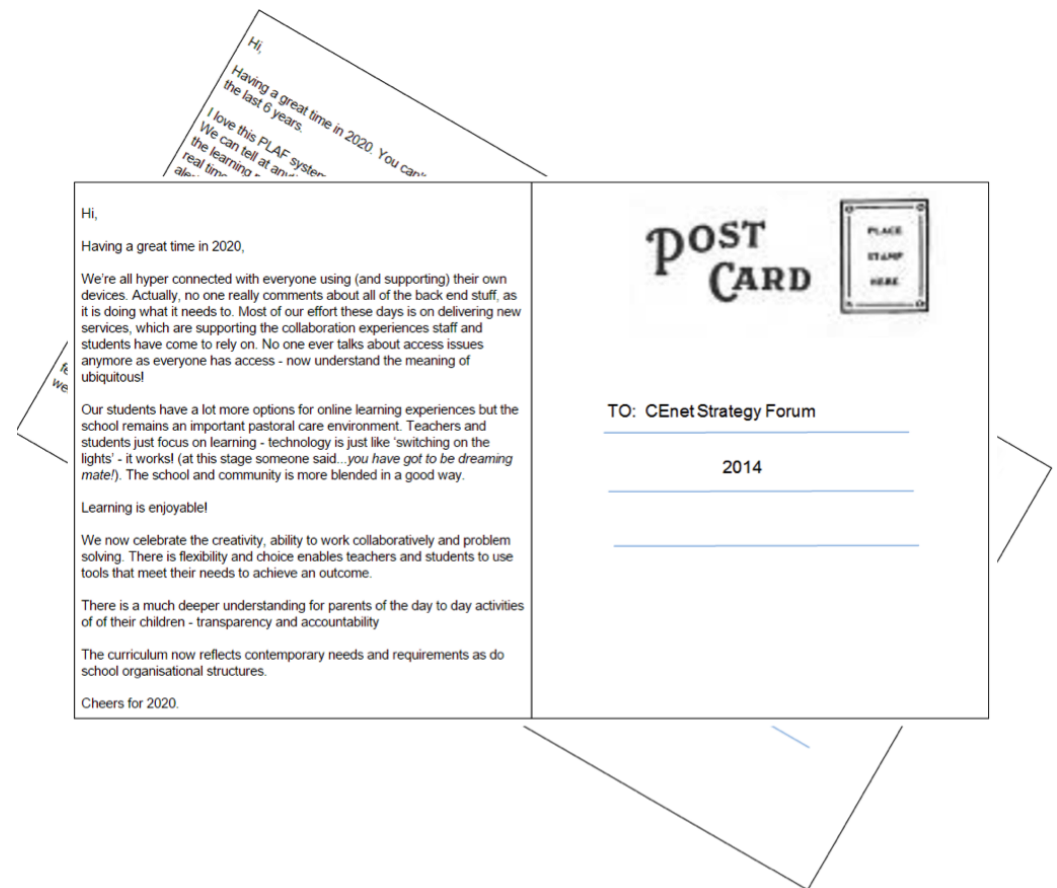 Hi,
Having a great time in 2020. You can
the last 6 years.
I love this PLAF system
We can tell at any
the learning
real time
we
Hi,
Having a great time in 2020,
We're all hyper connected with everyone using (and supporting) their own
devices. Actually, no one really comments about all of the back end stuff, as
it is doing what it needs to. Most of our effort these days is on delivering new
services, which are supporting the collaboration experiences staff and
students have come to rely on. No one ever talks about access issues
anymore as everyone has access - now understand the meaning of
ubiquitous!
Our students have a lot more options for online learning experiences but the
school remains an important pastoral care environment. Teachers and
students just focus on learning - technology is just like 'switching on the
lights' - it works! (at this stage someone said...you have got to be dreaming
mate!). The school and community is more blended in a good way.
Learning is enjoyable!
We now celebrate the creativity, ability to work collaboratively and problem
solving. There is flexibility and choice enables teachers and students to use
tools that meet their needs to achieve an outcome.
There is a much deeper understanding for parents of the day to day activities
of of their children - transparency and accountability
The curriculum now reflects contemporary needs and requirements as do
school organisational structures.
Cheers for 2020.
POST
CARD
PLACE
STAMP
HERE
TO: CEnet Strategy Forum
2014